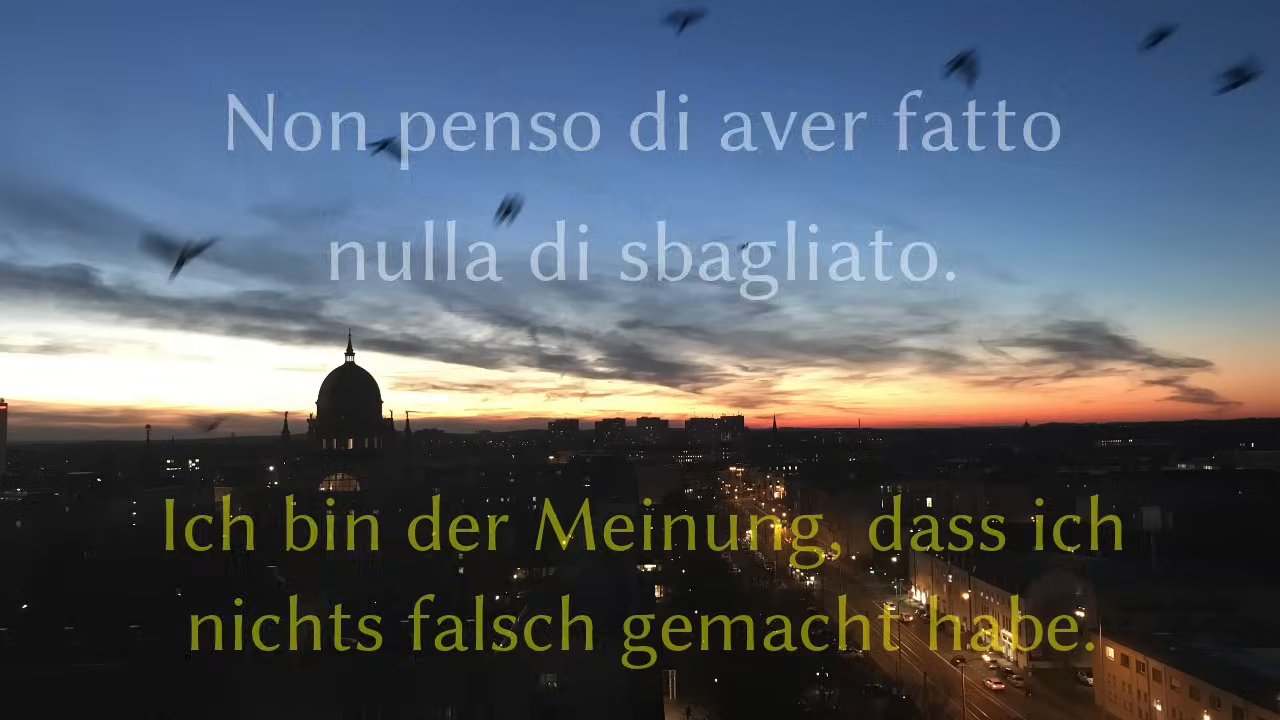 Non penso di aver fatto
nulla di sbagliato.
Ich bin der Meinung, dass ich
nichts falsch gemacht habe.